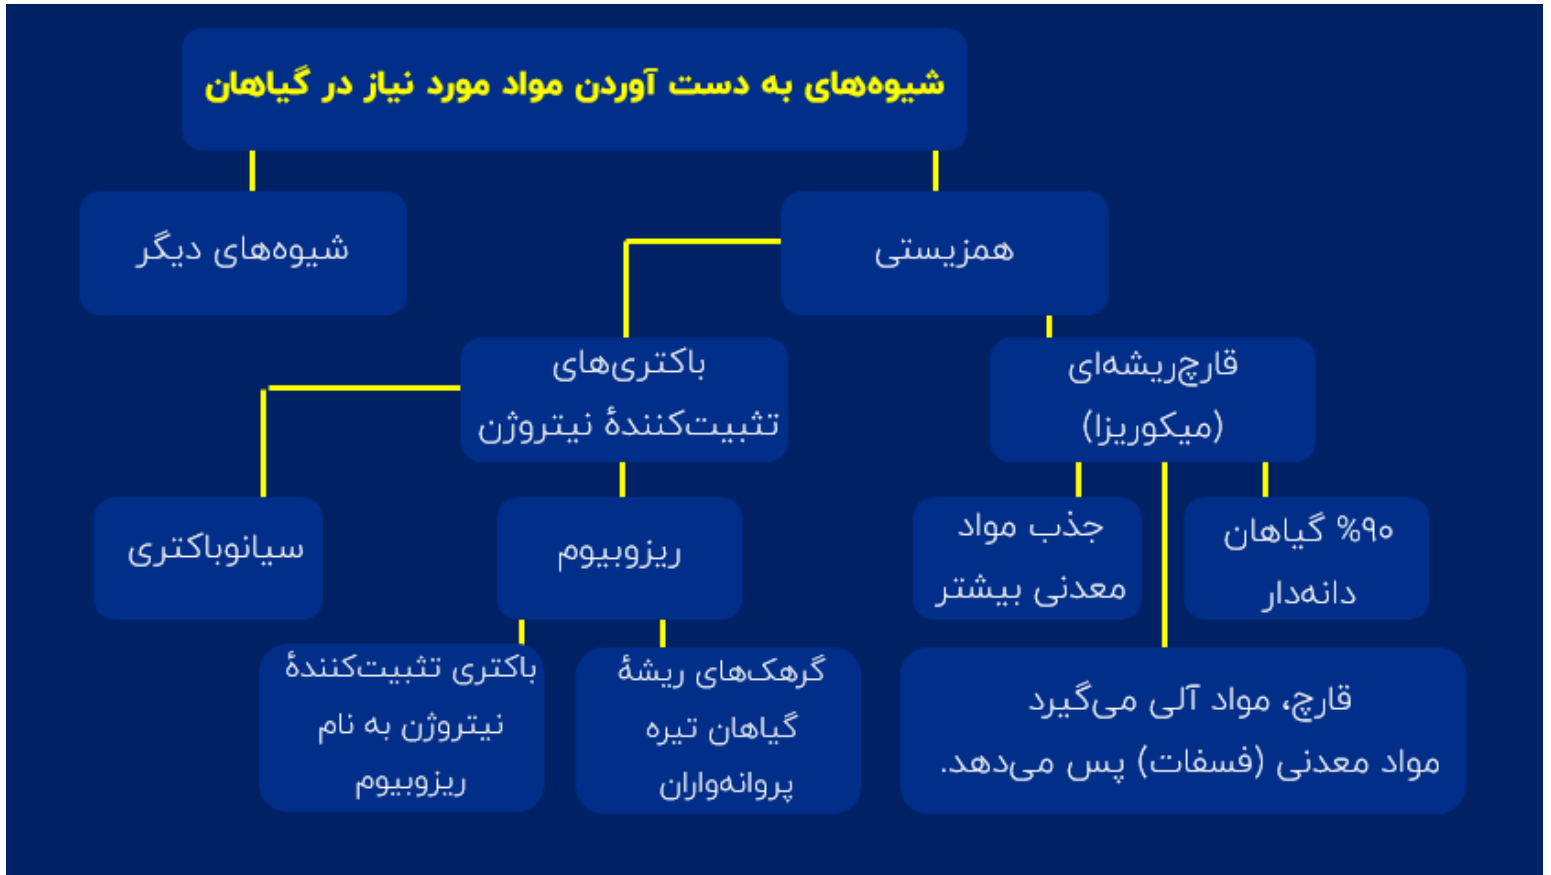 شیوه‌های به دست آوردن مواد مورد نیاز در گیاهان
همزیستی
شیوه‌های دیگر
قارچ‌ریشه‌ای
(میکوریزا)
باکتری‌های
تثبیت‌کنندهٔ نیتروژن
%۹۰ گیاهان
دانه‌دار
جذب مواد
معدنی بیشتر
ریزوبیوم
سیانوباکتری
قارچ، مواد آلی می‌گیرد
مواد معدنی (فسفات) پس می‌دهد.
گرهک‌های ریشهٔ
گیاهان تیره
پروانه‌واران
باکتری تثبیت‌کنندهٔ
نیتروژن به نام
ریزوبیوم